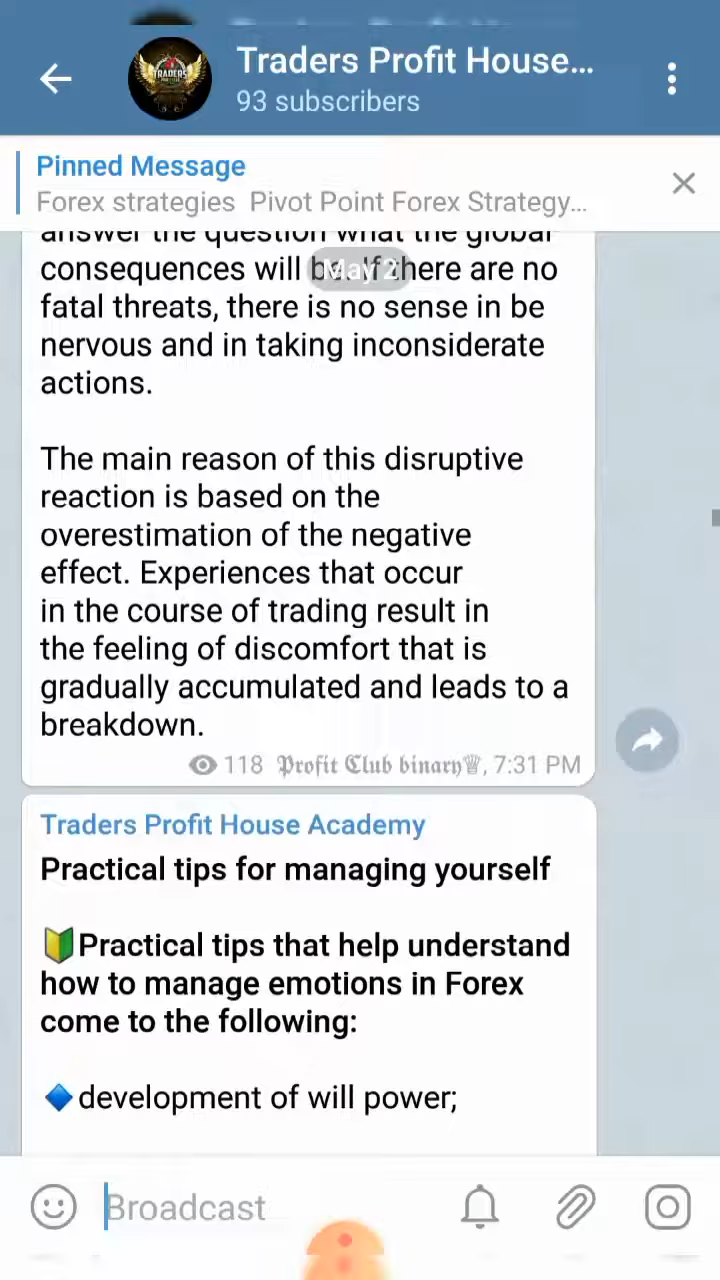 Traders Profit House...
93 subscribers
TRADERS
Pinned Message
Forex strategies Pivot Point Forex Strategy...
answer the question what the global
consequences will be. If there are no
May 2
fatal threats, there is no sense in be
nervous and in taking inconsiderate
actions.
The main reason of this disruptive
reaction is based on the
overestimation of the negative
effect. Experiences that occur
in the course of trading result in
the feeling of discomfort that is
gradually accumulated and leads to a
breakdown.
118 𝕻𝖗𝖔𝖋𝖎𝖙 𝕮𝖑𝖚𝖇 𝖇𝖎𝖓𝖆𝖗𝖞♕, 7:31 PM
Traders Profit House Academy
Practical tips for managing yourself
🔰Practical tips that help understand
how to manage emotions in Forex
come to the following:
🔷development of will power;
Broadcast